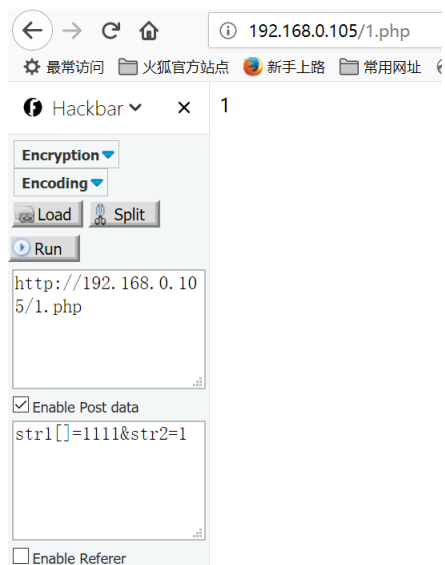 192.168.0.105/1.php
最常访问 火狐官方站点 新手上路 常用网址
Hackbar
1
Encryption
Encoding
Load Split
Run
http://192.168.0.10
5/1.php
Enable Post data
str1[]=1111&str2=1
Enable Referer